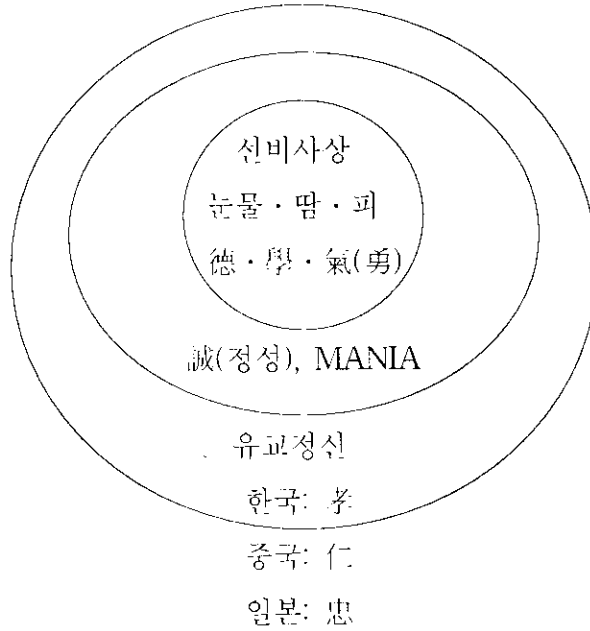 선비사상
눈물·땀·피
德·學·氣(勇)
誠(정성), MANIA
유교정신
한국: 孝
중국: 仁
일본: 忠